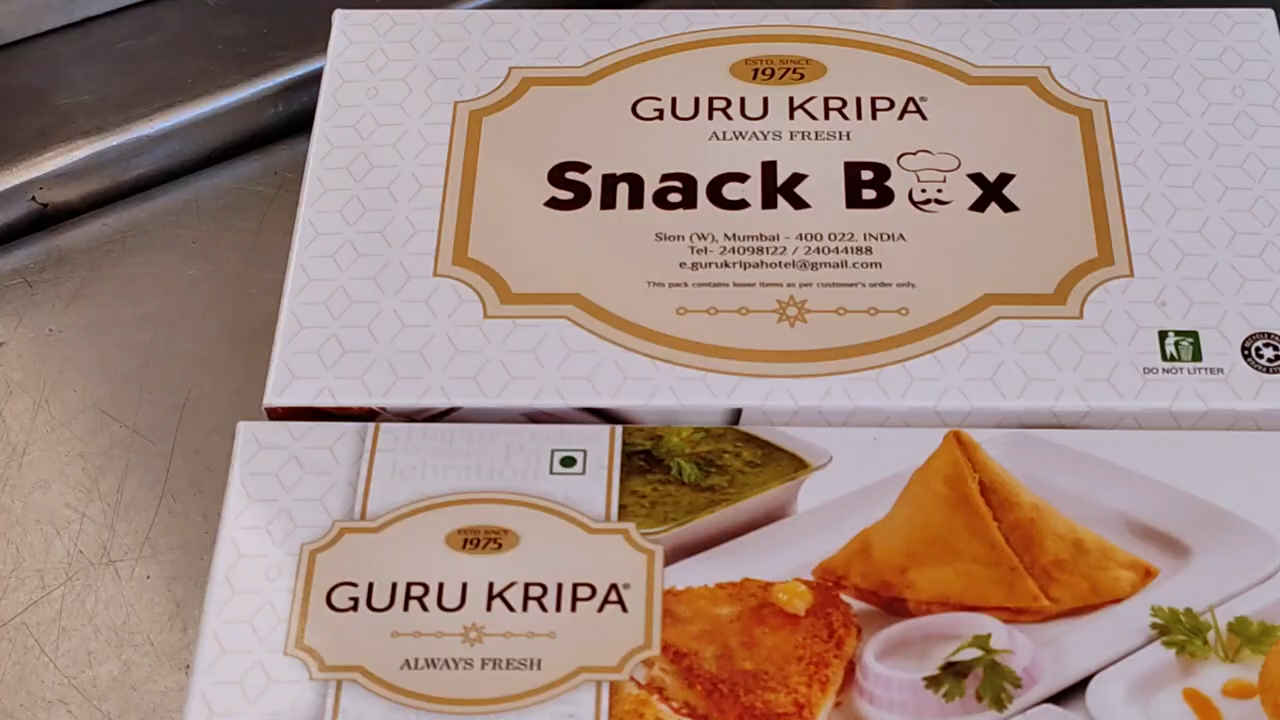 ESTD. SINCE
1975
GURU KRIPA®
ALWAYS FRESH
Snack Box
Sion (W), Mumbai - 400 022. INDIA
Tel- 24098122 / 24044188
e.gurukripahotel@gmail.com
This pack contains loose items as per customer's order only.
DO NOT LITTER
ESTD SINCE
1975
GURU KRIPA®
ALWAYS FRESH